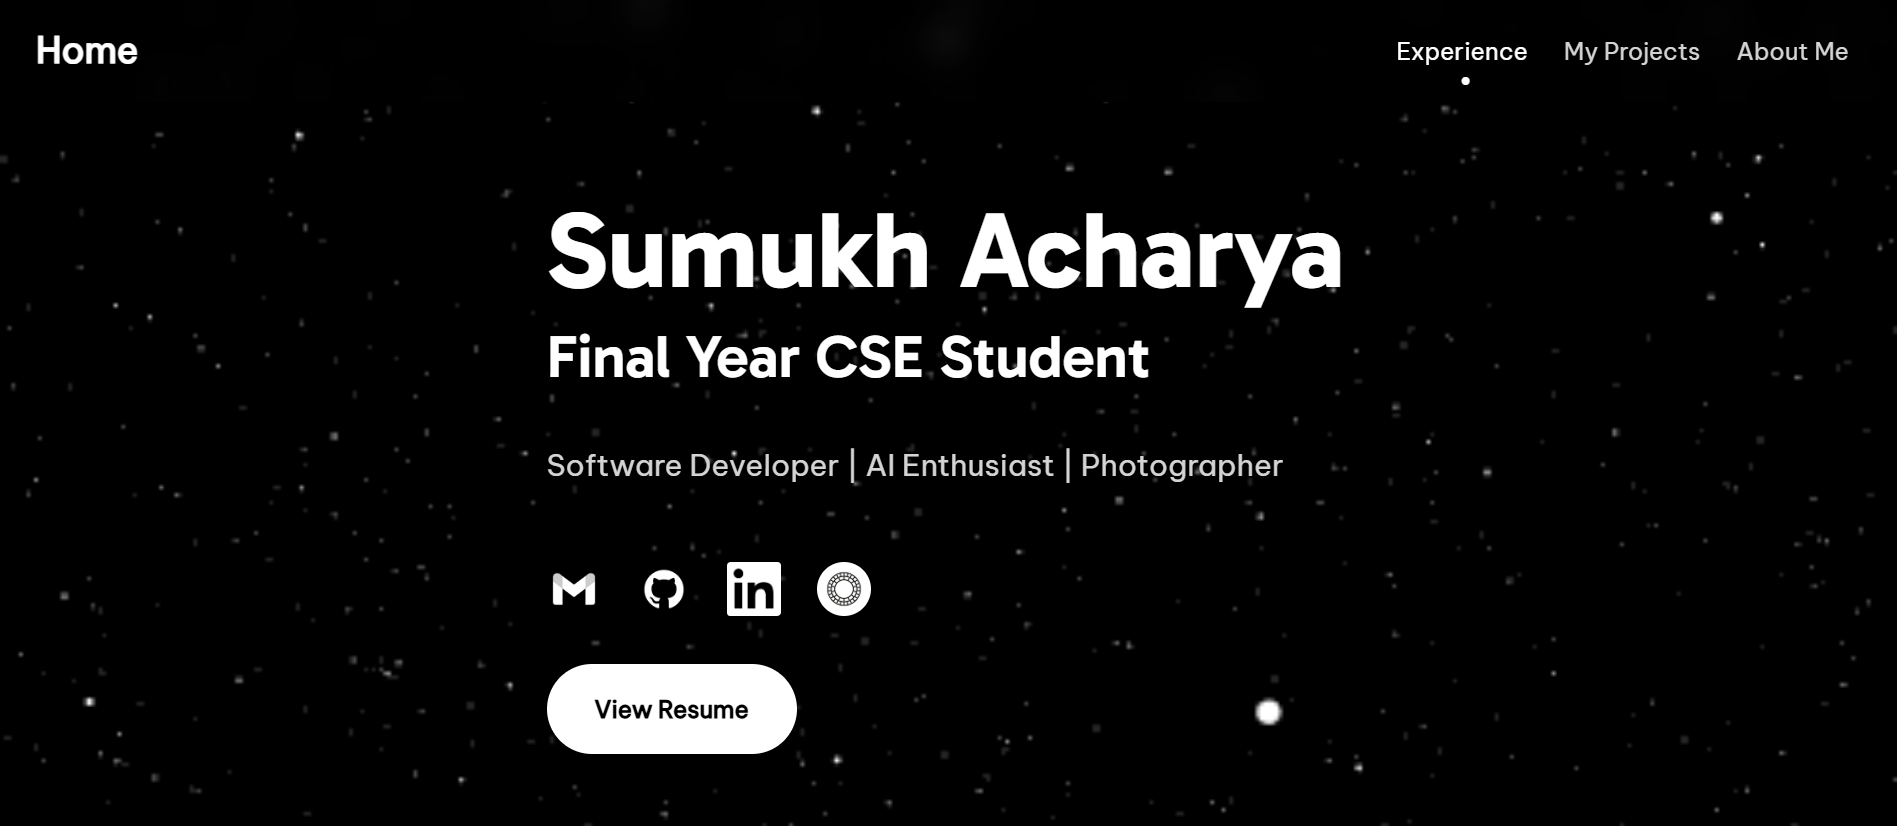 Home
Experience
My Projects
About Me
Sumukh Acharya
Final Year CSE Student
Software Developer | AI Enthusiast | Photographer
in
View Resume